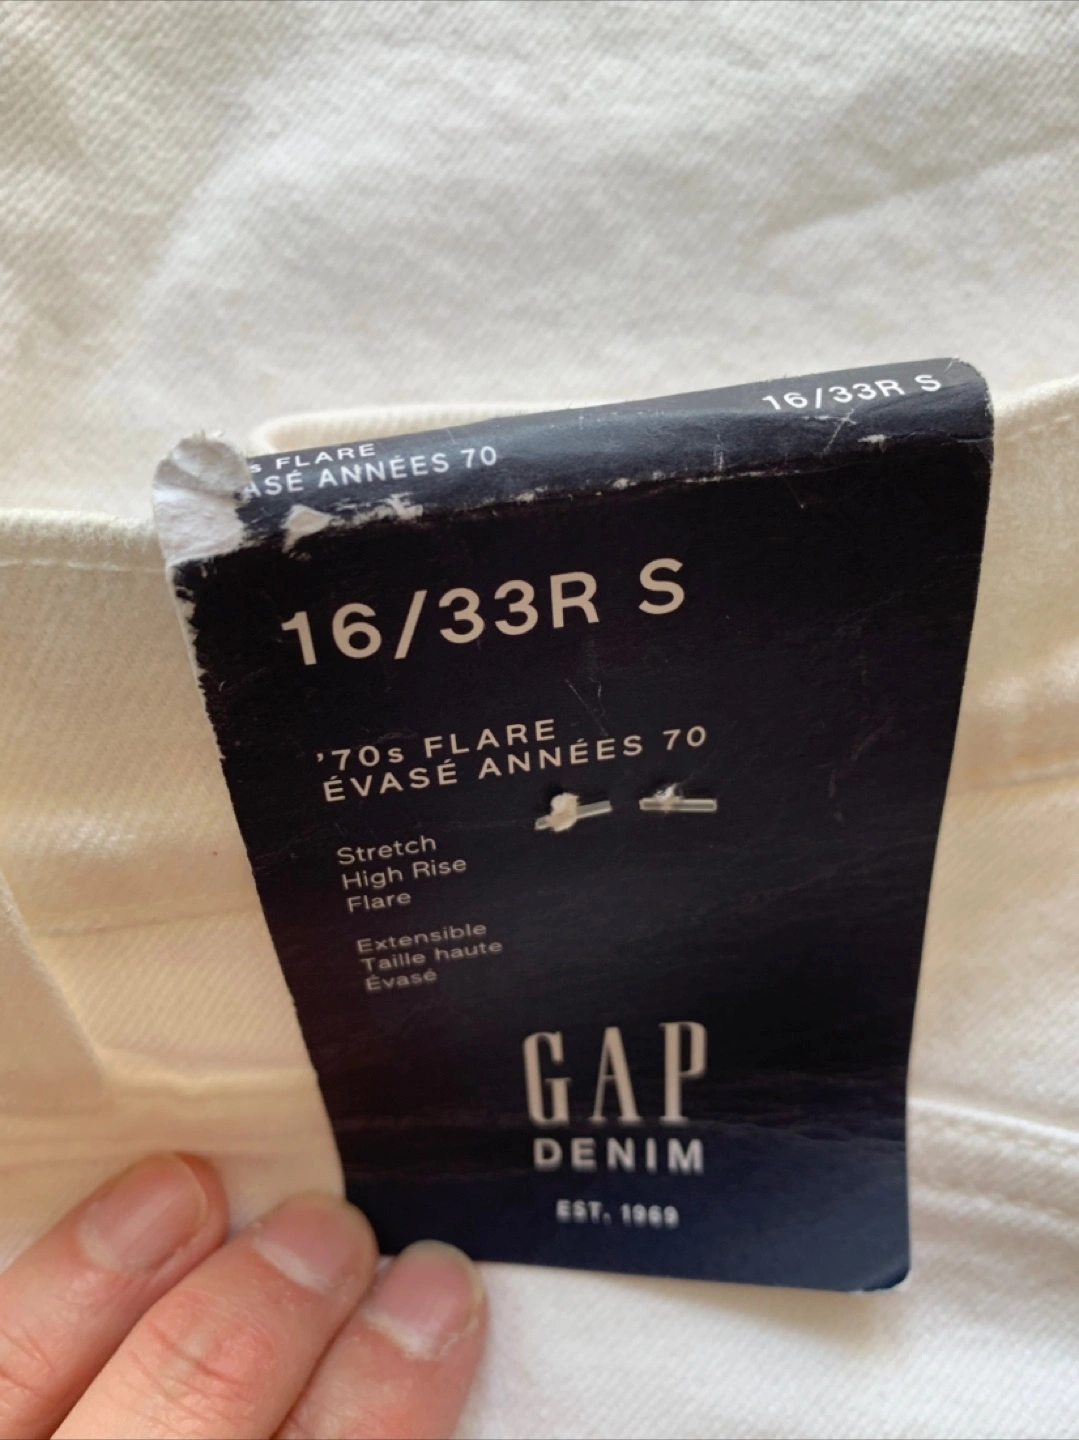 s FLARE
ASÉ ANNÉES 70
16/33R S
16/33R S
'70s FLARE
ÉVASÉ ANNÉES 70
Stretch
High Rise
Flare
Extensible
Taille haute
Évasé
GAP
DENIM
EST. 1969